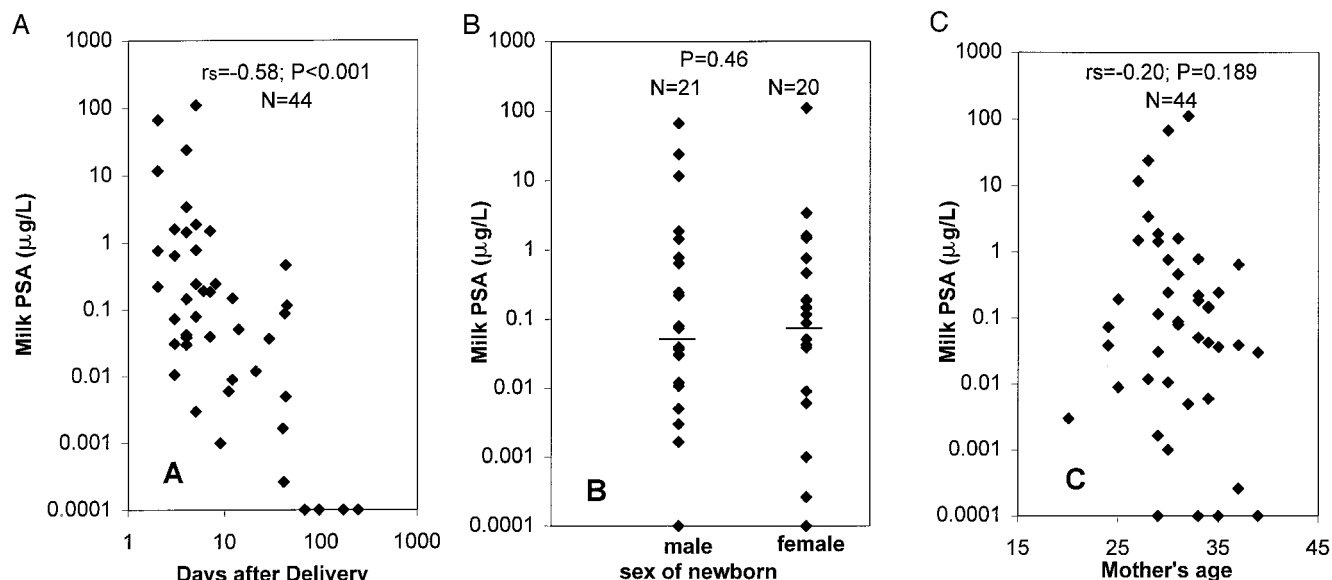 A
1000
100
10
1
0.1
0.01
0.001
0.0001
Milk PSA (μg/L)
rs=-0.58; P<0.001
N=44
A
1 10 100 1000
Days after Delivery
B
1000
100
10
1
0.1
0.01
0.001
0.0001
Milk PSA (μg/L)
P=0.46
N=21 N=20
B
male female
sex of newborn
C
1000
100
10
1
0.1
0.01
0.001
0.0001
Milk PSA (μg/L)
rs=-0.20; P=0.189
N=44
C
15 25 35 45
Mother's age